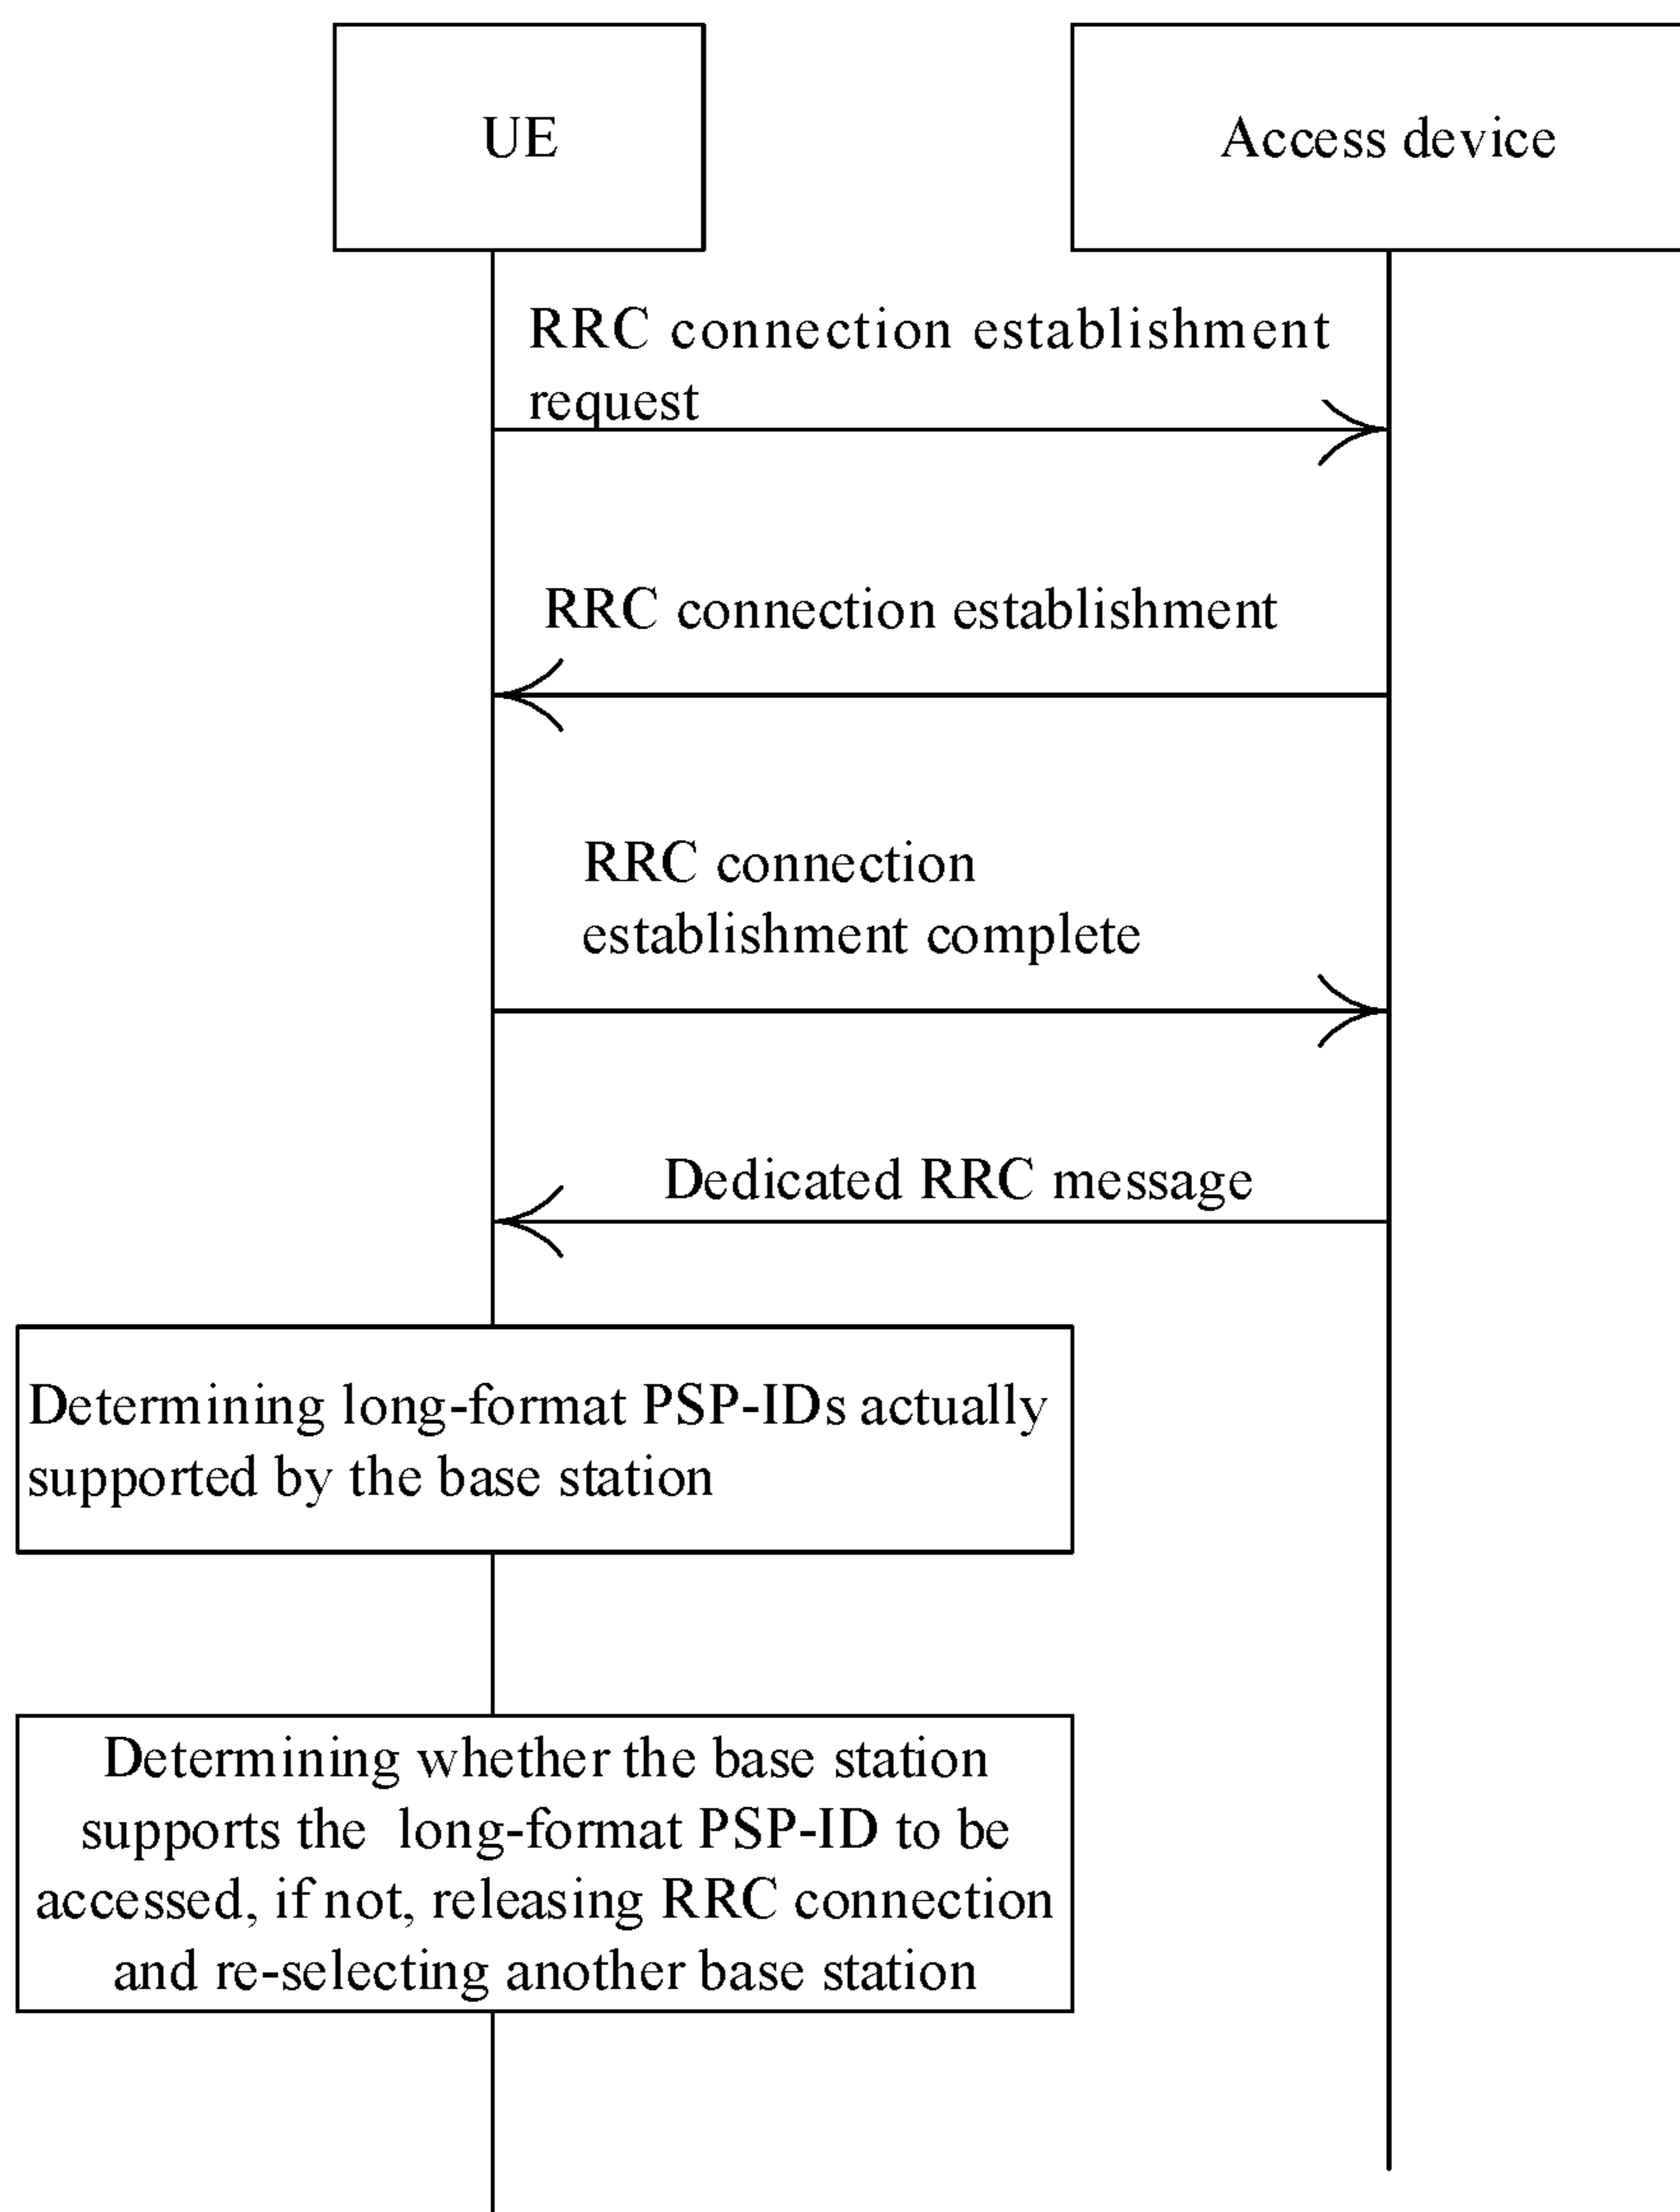 UE
Access device
RRC connection establishment
request
RRC connection establishment
RRC connection
establishment complete
Dedicated RRC message
Determining long-format PSP-IDs actually
supported by the base station
Determining whether the base station
supports the long-format PSP-ID to be
accessed, if not, releasing RRC connection
and re-selecting another base station